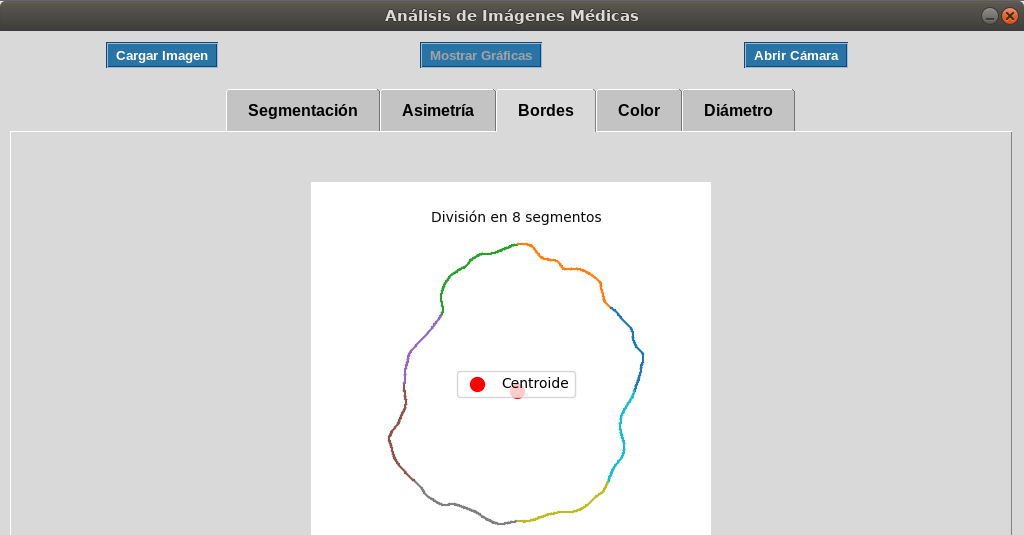 Análisis de Imágenes Médicas
Cargar Imagen
Mostrar Gráficas
Abrir Cámara
Segmentación
Asimetría
Bordes
Color
Diámetro
División en 8 segmentos
Centroide